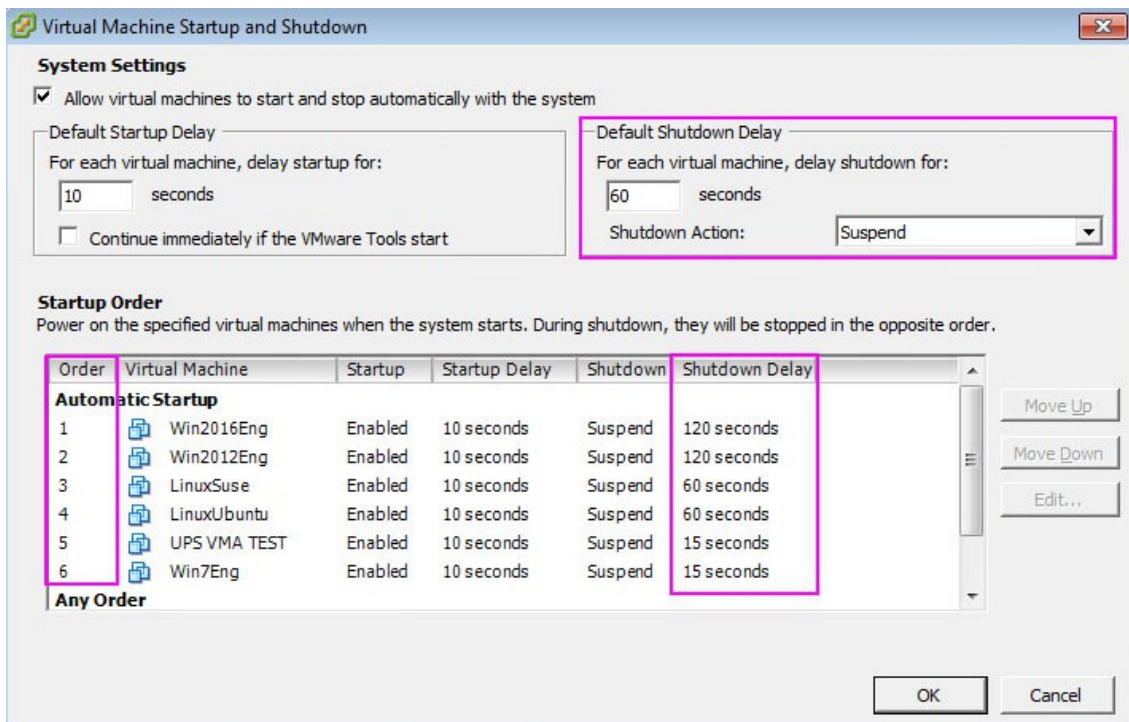 Virtual Machine Startup and Shutdown
System Settings
Allow virtual machines to start and stop automatically with the system
Default Startup Delay
For each virtual machine, delay startup for:
10 seconds
Continue immediately if the VMware Tools start
Default Shutdown Delay
For each virtual machine, delay shutdown for:
60 seconds
Shutdown Action: Suspend
Startup Order
Power on the specified virtual machines when the system starts. During shutdown, they will be stopped in the opposite order.
Order Virtual Machine Startup Startup Delay Shutdown Shutdown Delay
Automatic Startup
1 Win2016Eng Enabled 10 seconds Suspend 120 seconds
2 Win2012Eng Enabled 10 seconds Suspend 120 seconds
3 LinuxSuse Enabled 10 seconds Suspend 60 seconds
4 LinuxUbuntu Enabled 10 seconds Suspend 60 seconds
5 UPS VMA TEST Enabled 10 seconds Suspend 15 seconds
6 Win7Eng Enabled 10 seconds Suspend 15 seconds
Any Order
Move Up
Move Down
Edit...
OK Cancel